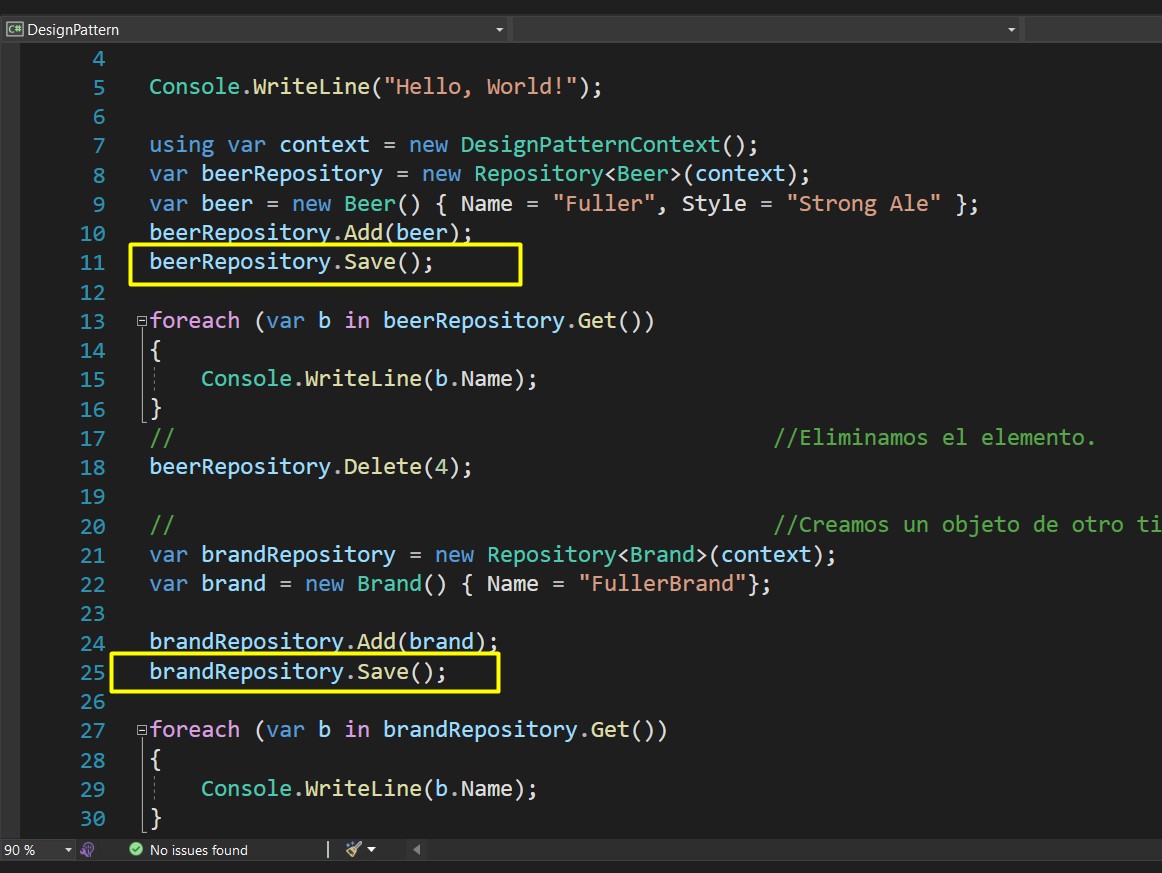 C# DesignPattern
4
5 Console.WriteLine("Hello, World!");
6
7 using var context = new DesignPatternContext();
8 var beerRepository = new Repository<Beer>(context);
9 var beer = new Beer() { Name = "Fuller", Style = "Strong Ale" };
10 beerRepository.Add(beer);
11 beerRepository.Save();
12
13 foreach (var b in beerRepository.Get())
14 {
15 Console.WriteLine(b.Name);
16 }
17 // //Eliminamos el elemento.
18 beerRepository.Delete(4);
19
20 // //Creamos un objeto de otro ti
21 var brandRepository = new Repository<Brand>(context);
22 var brand = new Brand() { Name = "FullerBrand"};
23
24 brandRepository.Add(brand);
25 brandRepository.Save();
26
27 foreach (var b in brandRepository.Get())
28 {
29 Console.WriteLine(b.Name);
30 }
90 % No issues found